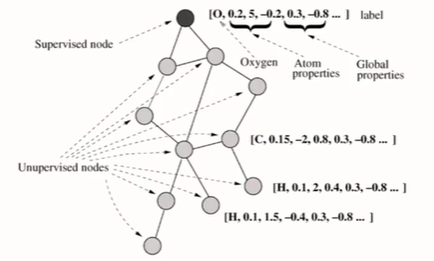 [O, 0.2, 5, −0.2, 0.3, −0.8 ... ] label
Supervised node
Oxygen
Atom properties
Global properties
[C, 0.15, −2, 0.8, 0.3, −0.8 ... ]
Unupervised nodes
[H, 0.1, 2, 0.4, 0.3, −0.8 ... ]
[H, 0.1, 1.5, −0.4, 0.3, −0.8 ... ]